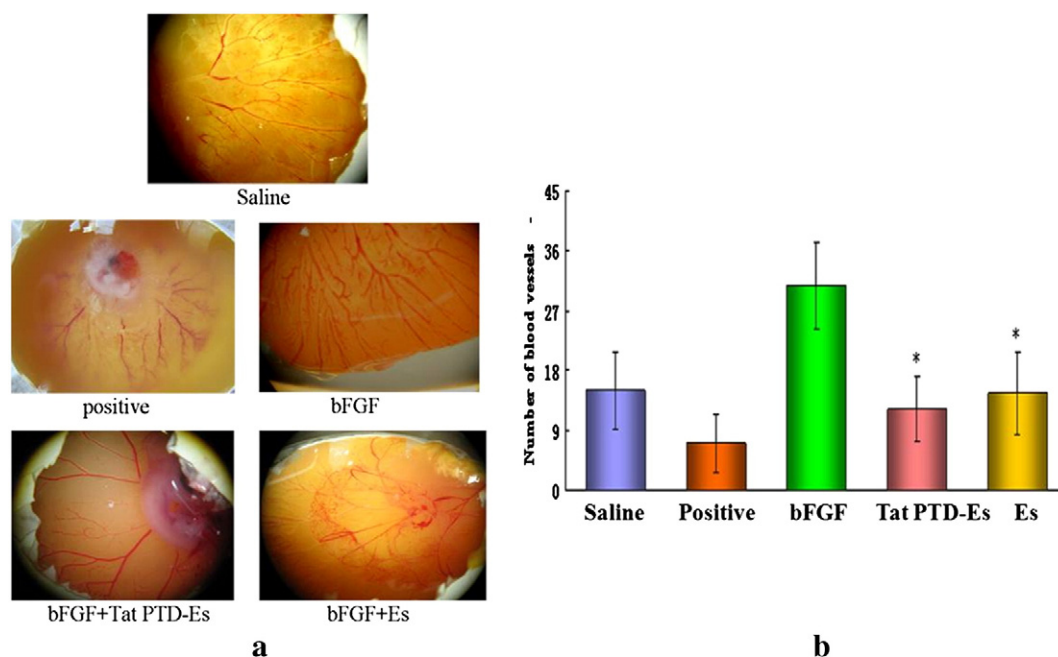 Saline
positive
bFGF
bFGF+Tat PTD-Es
bFGF+Es
a
Number of blood vessels -
45
36
27
18
9
0
*
*
Saline Positive bFGF Tat PTD-Es Es
b